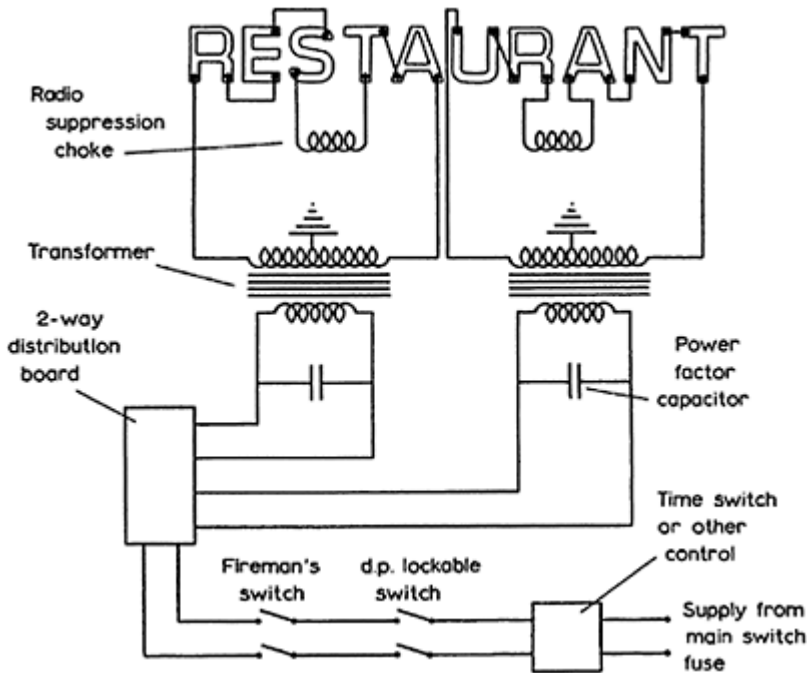 RESTAURANT
Radio
suppression
choke
Transformer
2-way
distribution
board
Power
factor
capacitor
Time switch
or other
control
Fireman's
switch
d.p. lockable
switch
Supply from
main switch
fuse